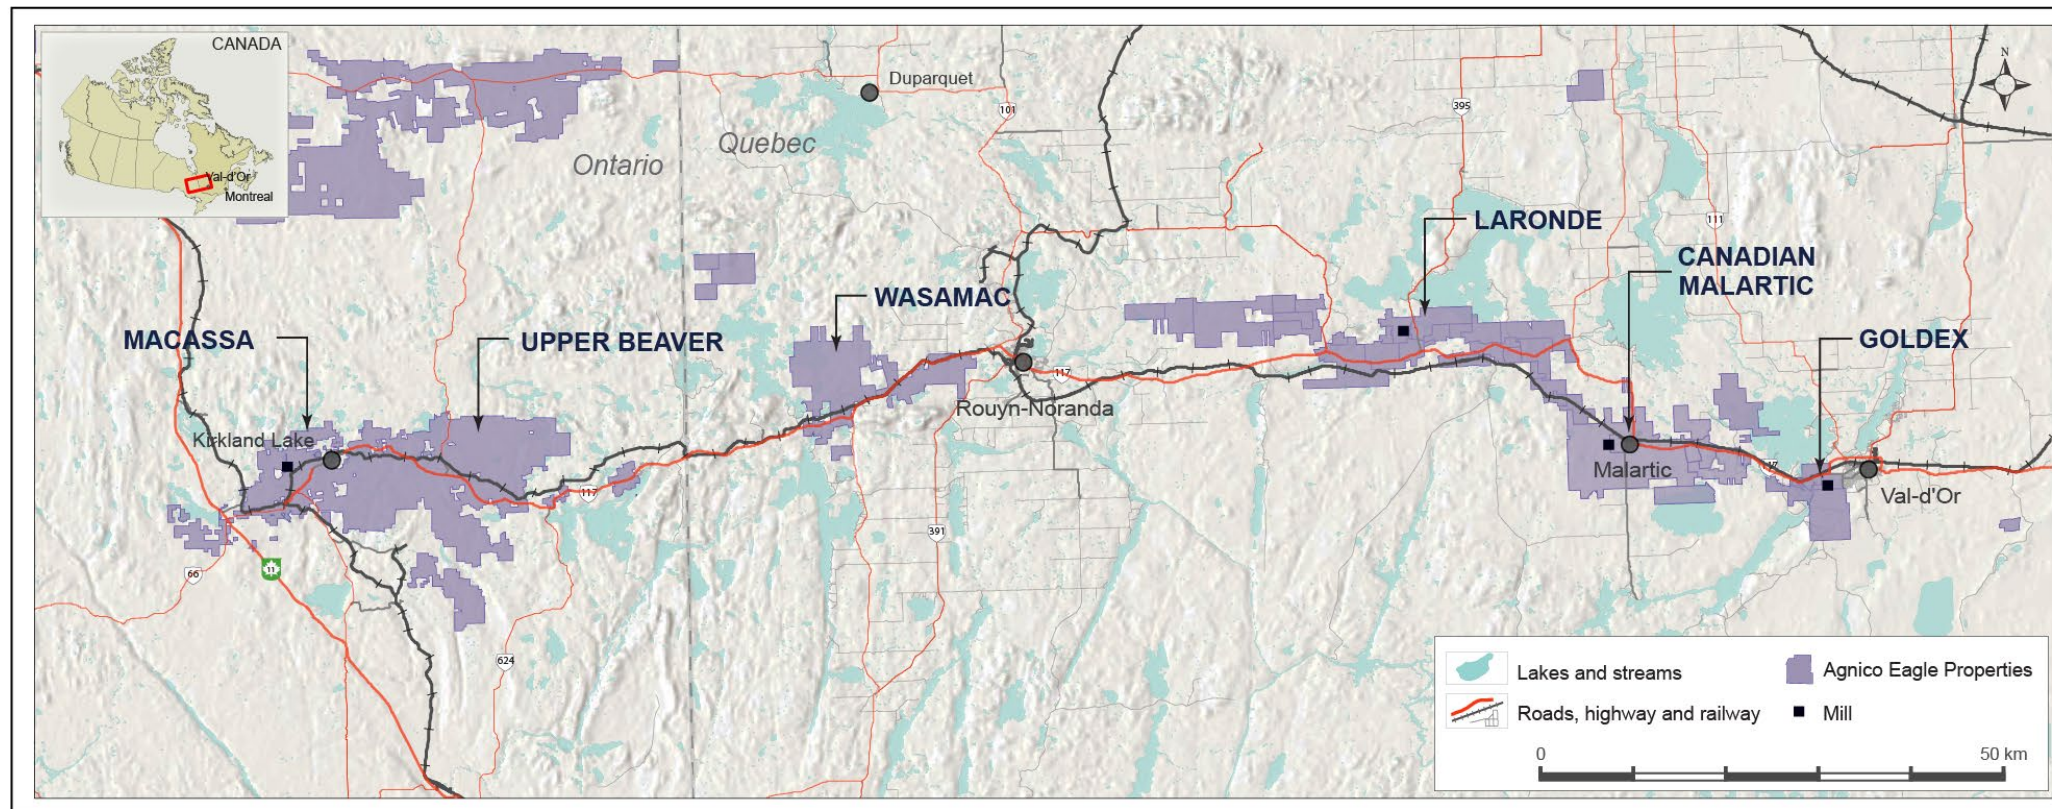 CANADA
Val-d'Or
Montreal
Duparquet
101
395
Ontario
Quebec
111
LARONDE
CANADIAN
MALARTIC
WASAMAC
MACASSA
UPPER BEAVER
GOLDEX
117
Rouyn-Noranda
Kirkland Lake
Malartic
117
Val-d'Or
117
391
66
11
624
N
Lakes and streams
Agnico Eagle Properties
Roads, highway and railway
Mill
0
50 km